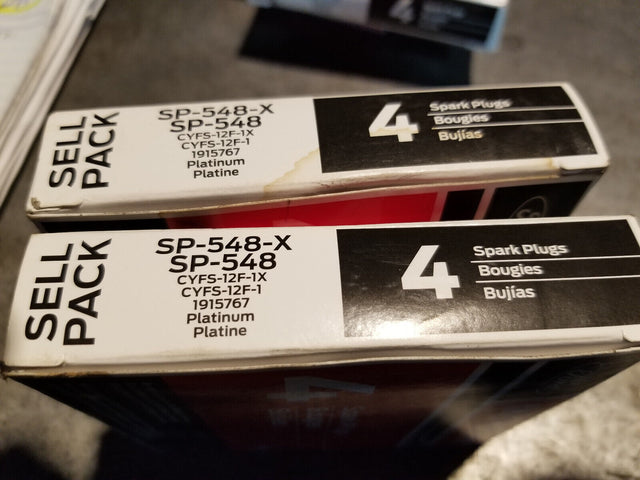 4
SELL
PACK
SP-548-X
SP-548
CYFS-12F-1X
CYFS-12F-1
1915767
Platinum
Platine
4
Spark Plugs
Bougies
Bujías
SELL
PACK
SP-548-X
SP-548
CYFS-12F-1X
CYFS-12F-1
1915767
Platinum
Platine
4
Spark Plugs
Bougies
Bujías
4